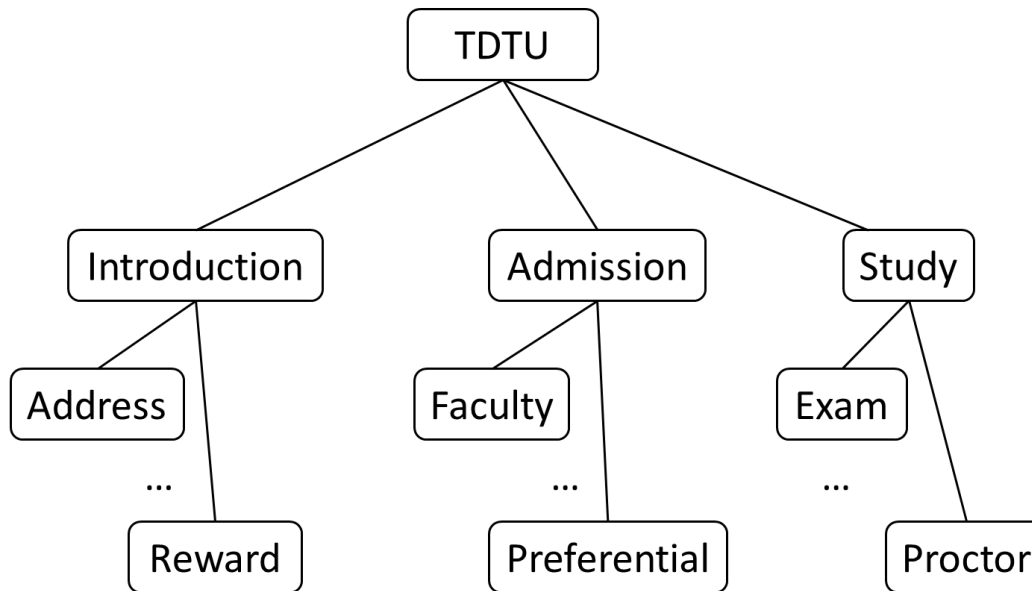 TDTU
Introduction
Admission
Study
Address
Faculty
Exam
...
...
...
Reward
Preferential
Proctor